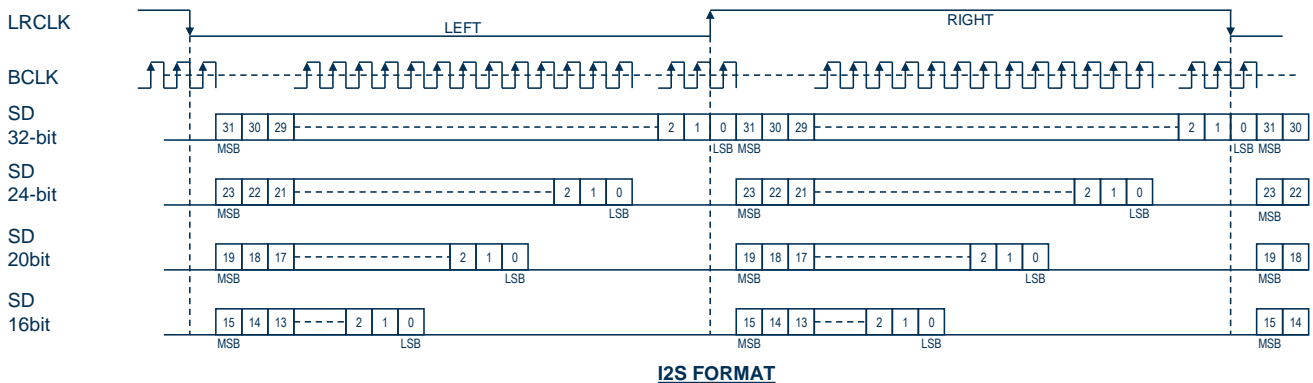 LRCLK LEFT RIGHT
BCLK
SD
32-bit
31 30 29 2 1 0 31 30 29 2 1 0 31 30
MSB LSB MSB LSB MSB
SD
24-bit
23 22 21 2 1 0 23 22 21 2 1 0 23 22
MSB LSB MSB LSB MSB
SD
20bit
19 18 17 2 1 0 19 18 17 2 1 0 19 18
MSB LSB MSB LSB MSB
SD
16bit
15 14 13 2 1 0 15 14 13 2 1 0 15 14
MSB LSB MSB LSB MSB
I2S FORMAT